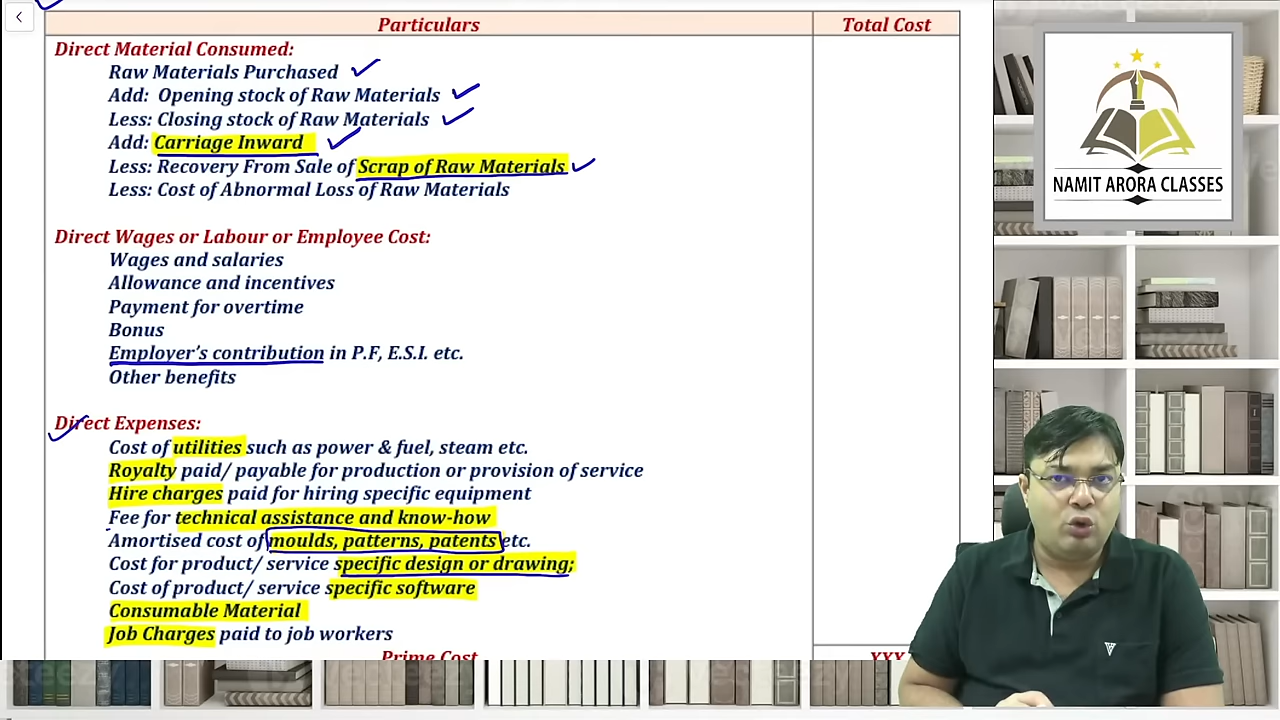 Particulars
Total Cost
Direct Material Consumed:
Raw Materials Purchased
Add: Opening stock of Raw Materials
Less: Closing stock of Raw Materials
Add: Carriage Inward
Less: Recovery From Sale of Scrap of Raw Materials
Less: Cost of Abnormal Loss of Raw Materials
Direct Wages or Labour or Employee Cost:
Wages and salaries
Allowance and incentives
Payment for overtime
Bonus
Employer's contribution in P.F, E.S.I. etc.
Other benefits
Direct Expenses:
Cost of utilities such as power & fuel, steam etc.
Royalty paid/ payable for production or provision of service
Hire charges paid for hiring specific equipment
Fee for technical assistance and know-how
Amortised cost of moulds, patterns, patents etc.
Cost for product/ service specific design or drawing;
Cost of product/ service specific software
Consumable Material
Job Charges paid to job workers
Prime Cost
XXX
NAMIT ARORA CLASSES